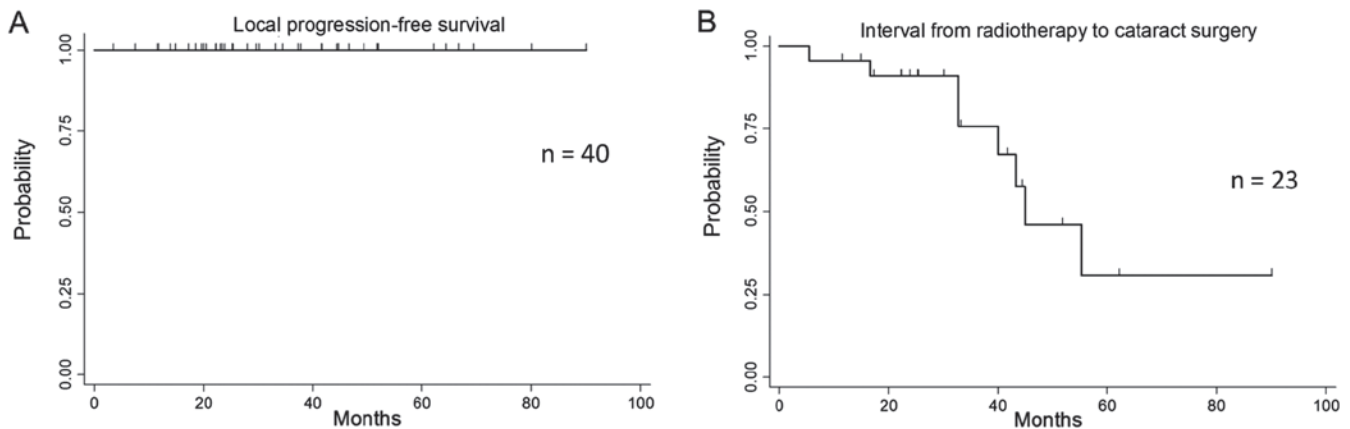 A
Local progression-free survival
Probability
1.00
0.75
0.50
0.25
0.00
n = 40
0 20 40 60 80 100
Months
B
Interval from radiotherapy to cataract surgery
Probability
1.00
0.75
0.50
0.25
0.00
n = 23
0 20 40 60 80 100
Months